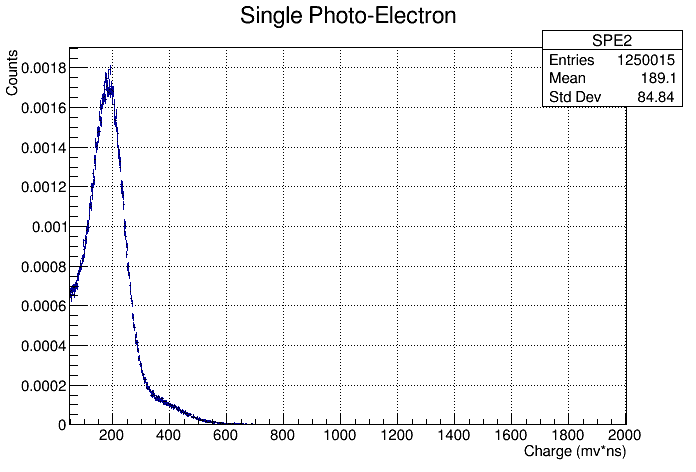 Single Photo-Electron
SPE2
Entries 1250015
Mean 189.1
Std Dev 84.84
Counts
0.0018
0.0016
0.0014
0.0012
0.001
0.0008
0.0006
0.0004
0.0002
0
200 400 600 800 1000 1200 1400 1600 1800 2000
Charge (mv*ns)